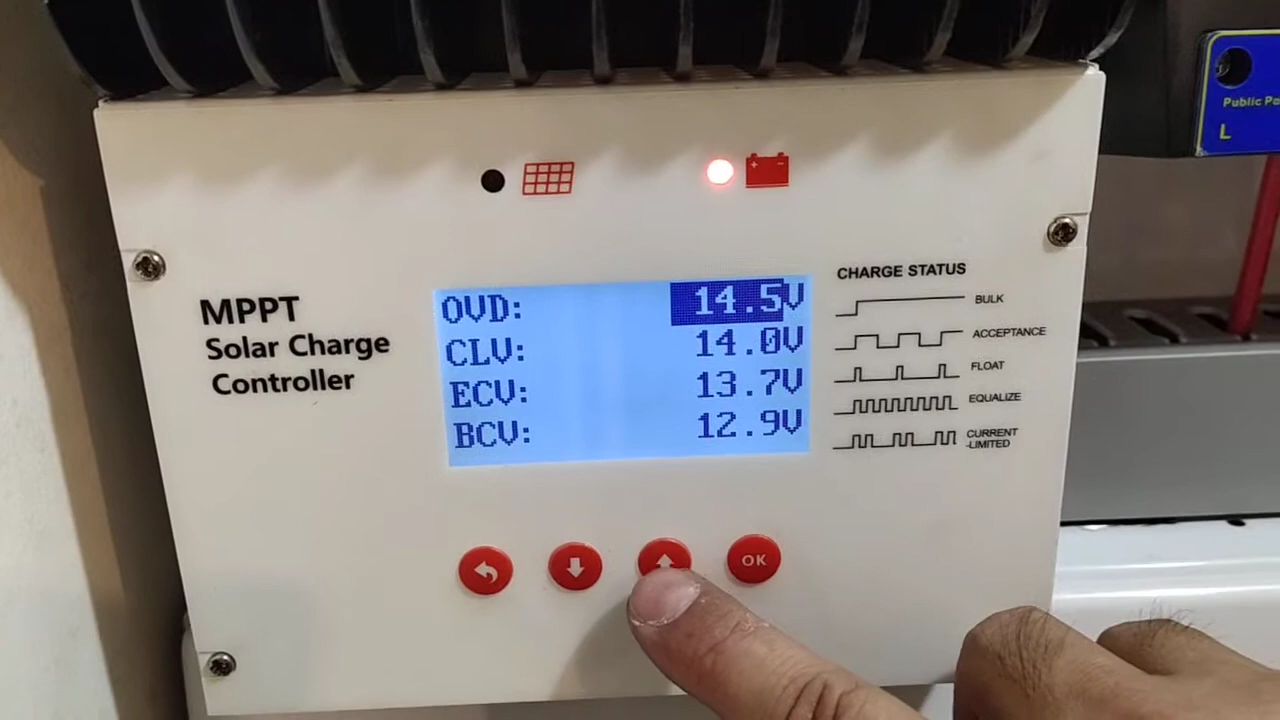 Public Po
L
MPPT
Solar Charge
Controller
OVD: 14.5V
CLV: 14.0V
ECV: 13.7V
BCV: 12.9V
CHARGE STATUS
BULK
ACCEPTANCE
FLOAT
EQUALIZE
CURRENT
-LIMITED
OK